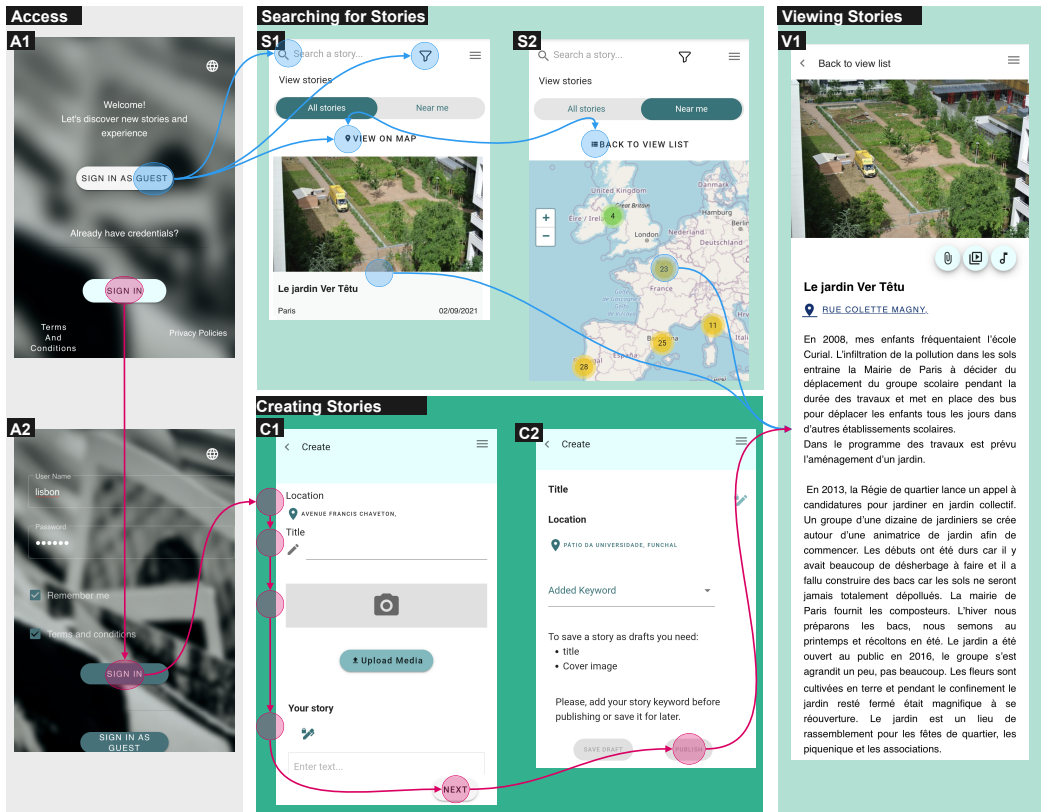 Access
A1
Welcome!
Let's discover new stories and
experience
SIGN IN AS GUEST
Already have credentials?
SIGN IN
Terms
And
Conditions
Privacy Policies
A2
User Name
lisbon
Password
Remember me
Terms and conditions
SIGN IN
SIGN IN AS
GUEST
Searching for Stories
S1
Search a story...
View stories
All stories
Near me
VIEW ON MAP
Le jardin Ver Têtu
Paris
02/09/2021
S2
Search a story...
View stories
All stories
Near me
BACK TO VIEW LIST
+
−
United Kingdom
Great Britain
Éire / Irela
4
London
Danmark
Hamburg
Berlin
Nederland
Deutschland
23
France
Golfe
de Gascogne
11
Italia
25
España
Portugal
28
Creating Stories
C1
Create
Location
AVENUE FRANCIS CHAVETON,
Title
Upload Media
Your story
Enter text...
NEXT
C2
Create
Title
Location
PÁTIO DA UNIVERSIDADE, FUNCHAL
Added Keyword
To save a story as drafts you need:
• title
• Cover image
Please, add your story keyword before
publishing or save it for later.
SAVE DRAFT
PUBLISH
Viewing Stories
V1
Back to view list
Le jardin Ver Têtu
RUE COLETTE MAGNY,
En 2008, mes enfants fréquentaient l'école
Curial. L'infiltration de la pollution dans les sols
entraine la Mairie de Paris à décider du
déplacement du groupe scolaire pendant la
durée des travaux et met en place des bus
pour déplacer les enfants tous les jours dans
d'autres établissements scolaires.
Dans le programme des travaux est prévu
l'aménagement d'un jardin.
En 2013, la Régie de quartier lance un appel à
candidatures pour jardiner en jardin collectif.
Un groupe d'une dizaine de jardiniers se crée
autour d'une animatrice de jardin afin de
commencer. Les débuts ont été durs car il y
avait beaucoup de désherbage à faire et il a
fallu construire des bacs car les sols ne seront
jamais totalement dépollués. La mairie de
Paris fournit les composteurs. L'hiver nous
préparons les bacs, nous semons au
printemps et récoltons en été. Le jardin a été
ouvert au public en 2016, le groupe s'est
agrandit un peu, pas beaucoup. Les fleurs sont
cultivées en terre et pendant le confinement le
jardin resté fermé était magnifique à se
réouverture. Le jardin est un lieu de
rassemblement pour les fêtes de quartier, les
piquenique et les associations.